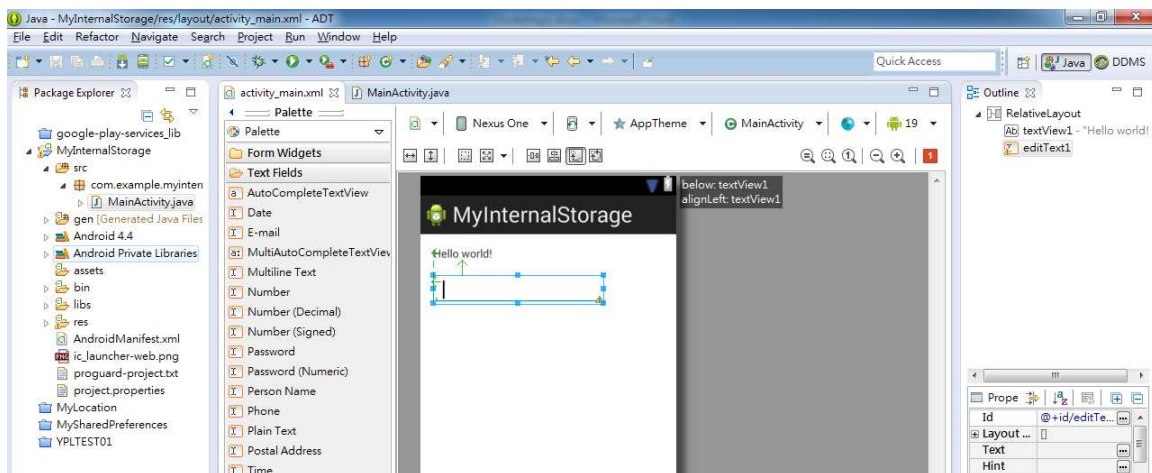 Java - MyInternalStorage/res/layout/activity_main.xml - ADT
File Edit Refactor Navigate Search Project Run Window Help
Quick Access
Java
DDMS
Package Explorer
google-play-services_lib
MyInternalStorage
src
com.example.myinten
MainActivity.java
gen [Generated Java Files
Android 4.4
Android Private Libraries
assets
bin
libs
res
AndroidManifest.xml
ic_launcher-web.png
proguard-project.txt
project.properties
MyLocation
MySharedPreferences
YPLTEST01
activity_main.xml
MainActivity.java
Palette
Palette
Form Widgets
Text Fields
AutoCompleteTextView
Date
E-mail
MultiAutoCompleteTextView
Multiline Text
Number
Number (Decimal)
Number (Signed)
Password
Password (Numeric)
Person Name
Phone
Plain Text
Postal Address
Time
Nexus One
AppTheme
MainActivity
19
1
below: textView1
alignLeft: textView1
MyInternalStorage
Hello world!
Outline
RelativeLayout
Ab textView1 - "Hello world!
editText1
Prope
Id @+id/editTe...
Layout ... []
Text
Hint